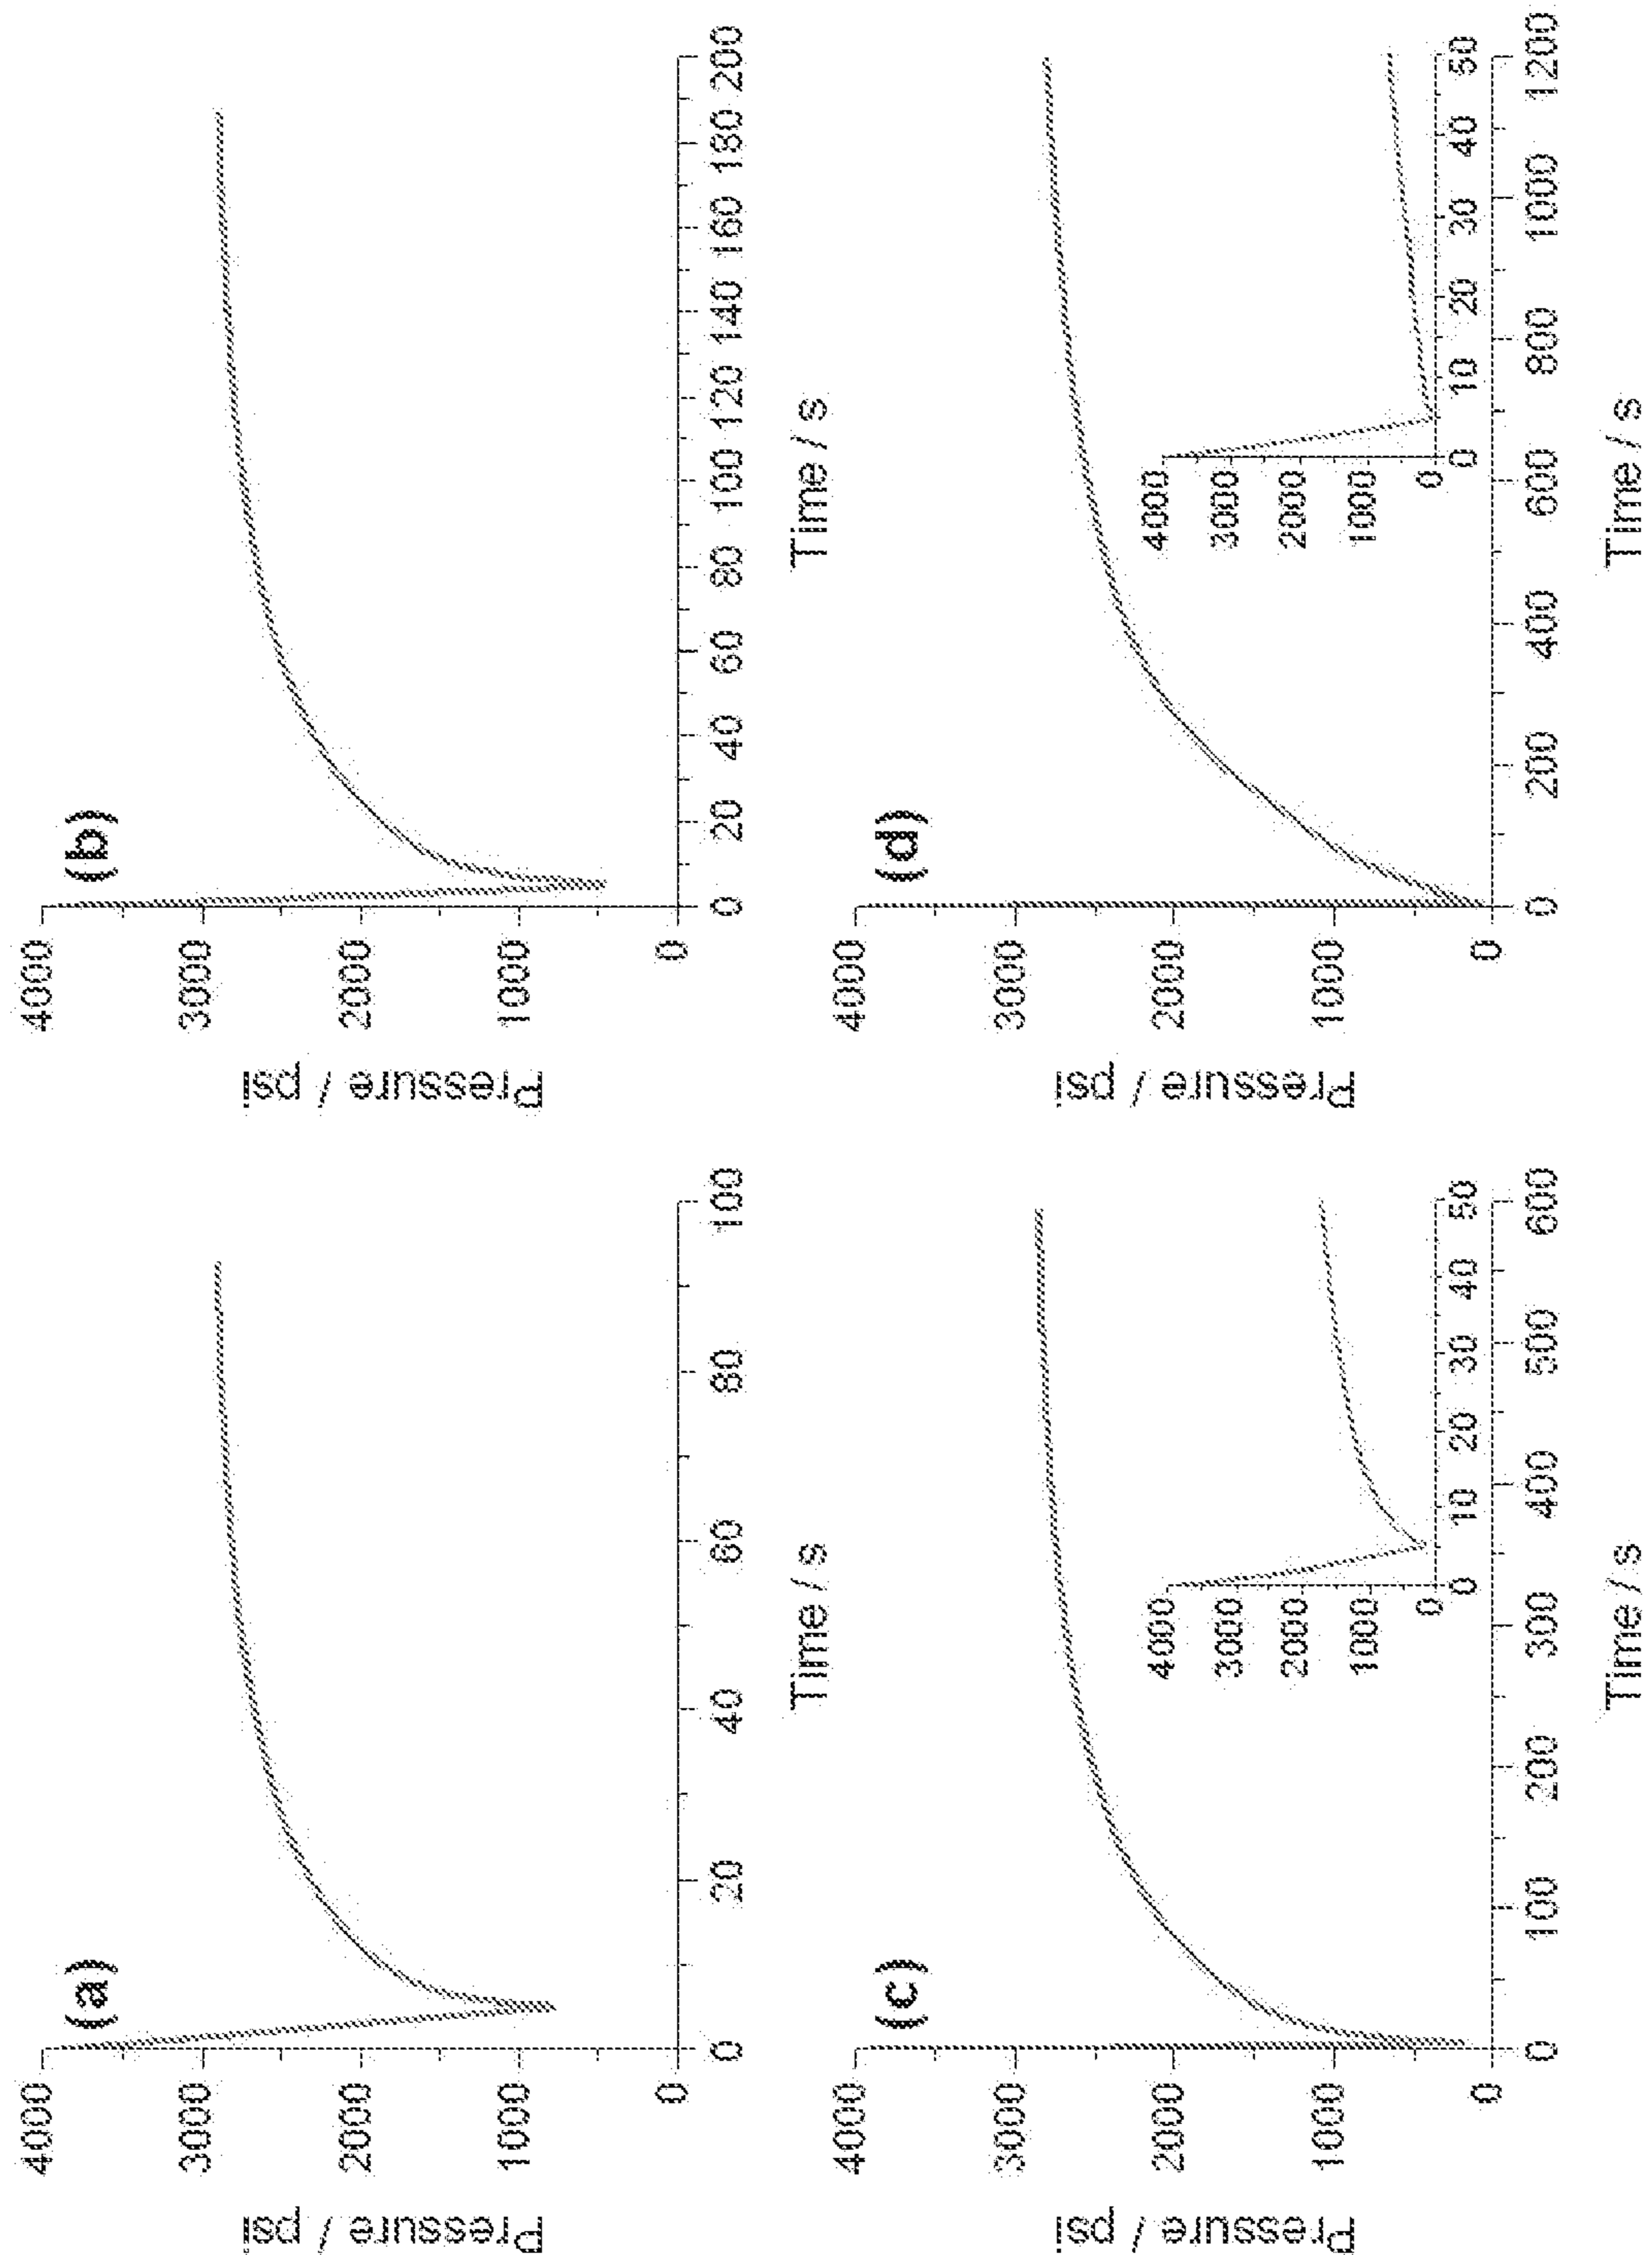 (a)
Pressure / psi
4000
3000
2000
1000
0
0 20 40 60 80 100
Time / s
(b)
Pressure / psi
4000
3000
2000
1000
0
0 20 40 60 80 100 120 140 160 180 200
Time / s
(c)
Pressure / psi
4000
3000
2000
1000
0
4000
3000
2000
1000
0
0 10 20 30 40 50
0 100 200 300 400 500 600
Time / s
(d)
Pressure / psi
4000
3000
2000
1000
0
4000
3000
2000
1000
0
0 10 20 30 40 50
0 200 400 600 800 1000 1200
Time / s